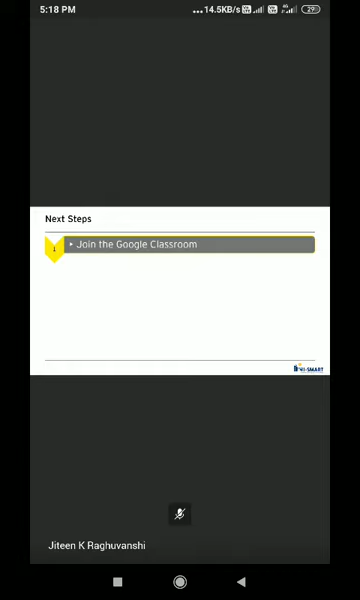 5:18 PM
...14.5KB/s
29
Next Steps
1
Join the Google Classroom
Jiteen K Raghuvanshi